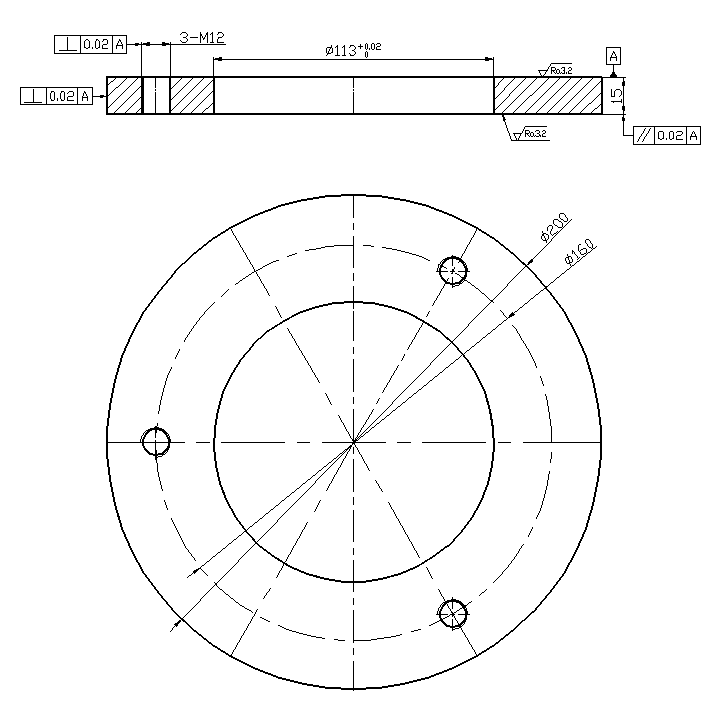 ⊥ 0.02 A
3-M12
Ø113 +0.02 0
A
Ra3.2
⊥ 0.02 A
15
Ra3.2
// 0.02 A
Ø200
Ø160